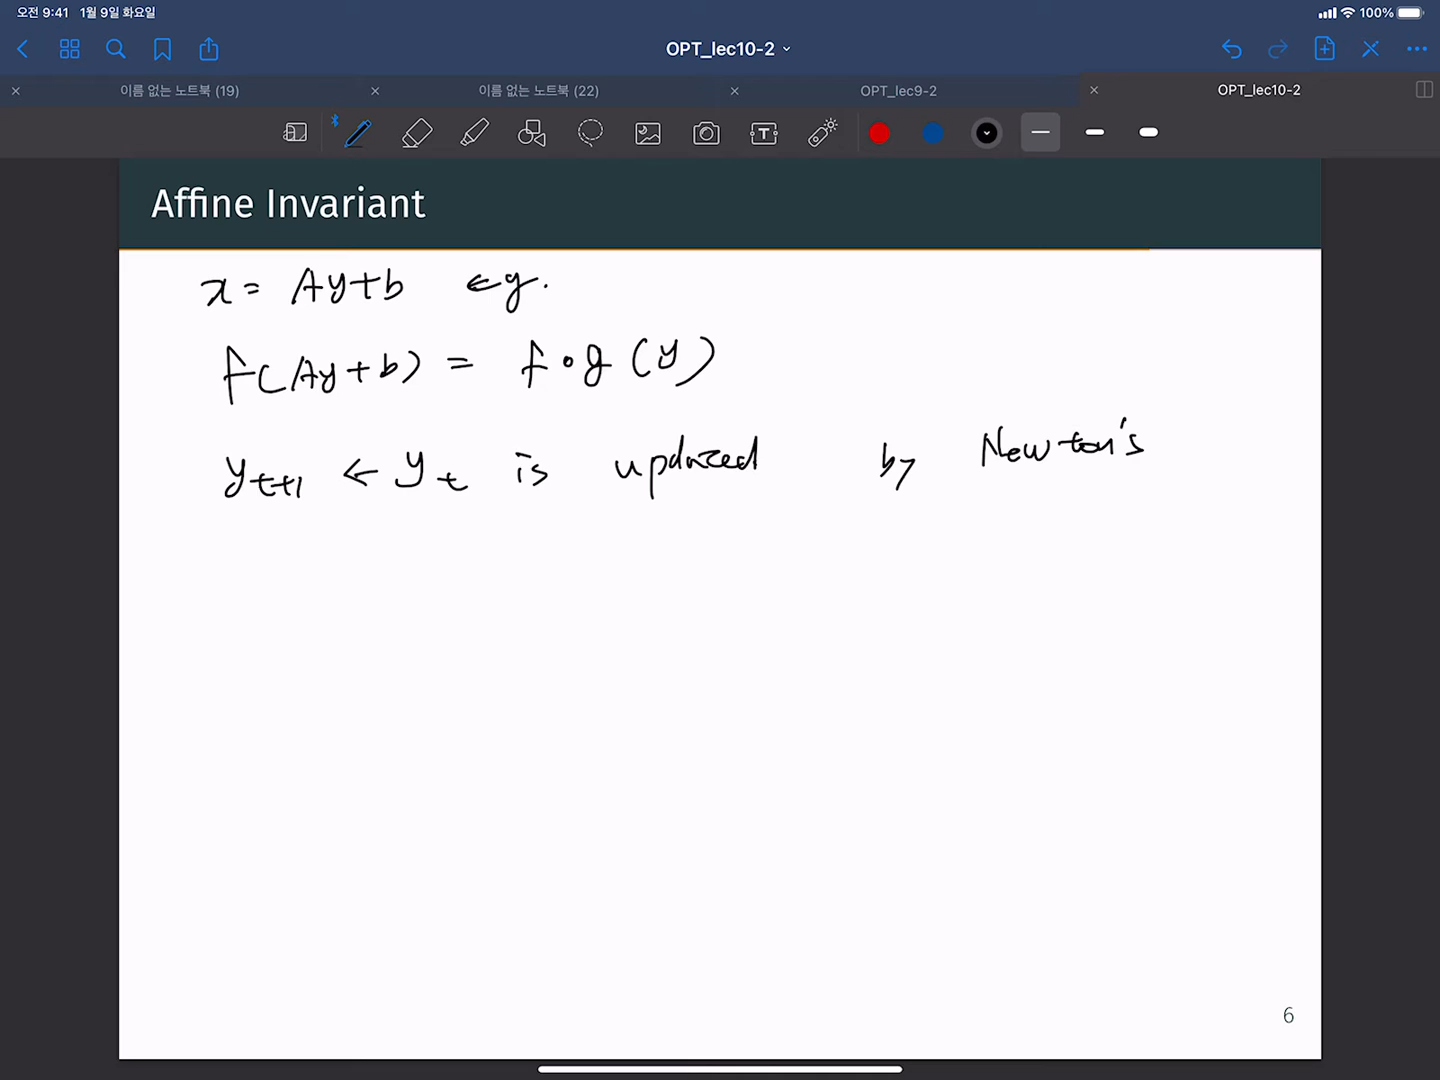 오전 9:41 1월 9일 화요일 100%
OPT_lec10-2
이름 없는 노트북 (19) 이름 없는 노트북 (22) OPT_lec9-2 OPT_lec10-2
Affine Invariant
x = Ay+b ← g.
f(Ay+b) = f∘g(y)
y_{t+1} ← y_t is updated by Newton's
6